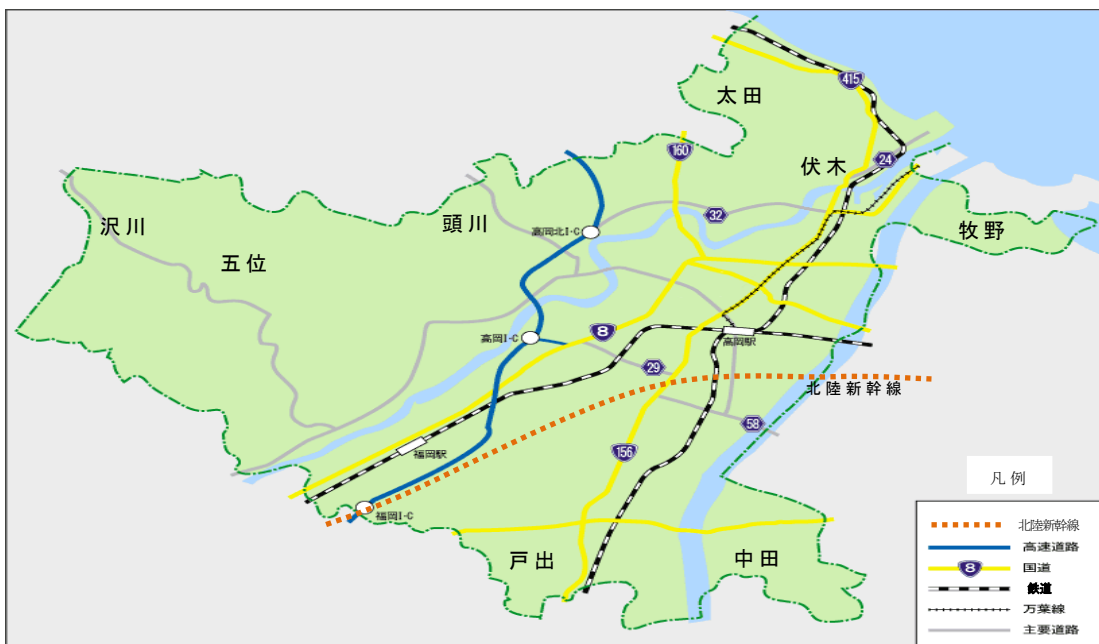 415
太田
160
伏木
24
32
沢川
頭川
高岡北I・C
牧野
五位
8
高岡I・C
高岡駅
29
北陸新幹線
58
福岡駅
156
福岡I・C
戸出
中田
凡例
北陸新幹線
高速道路
8
国道
鉄道
万葉線
主要道路